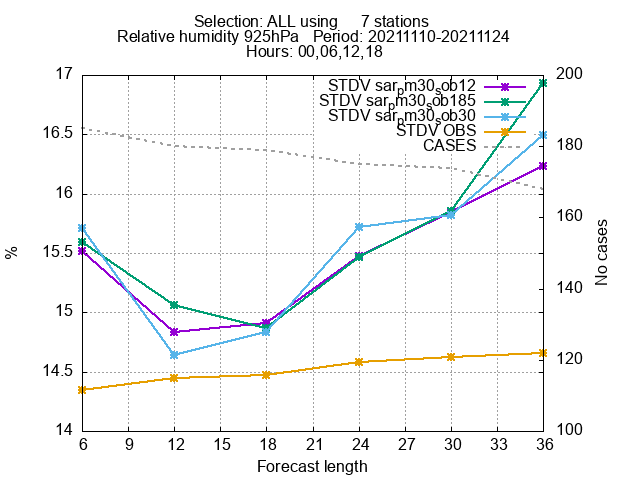 Selection: ALL using 7 stations
Relative humidity 925hPa Period: 20211110-20211124
Hours: 00,06,12,18
STDV sar_pm30_sob12
STDV sar_pm30_sob185
STDV sar_pm30_sob30
STDV OBS
CASES
17
16.5
16
15.5
15
14.5
14
%
200
180
160
140
120
100
No cases
6 9 12 15 18 21 24 27 30 33 36
Forecast length